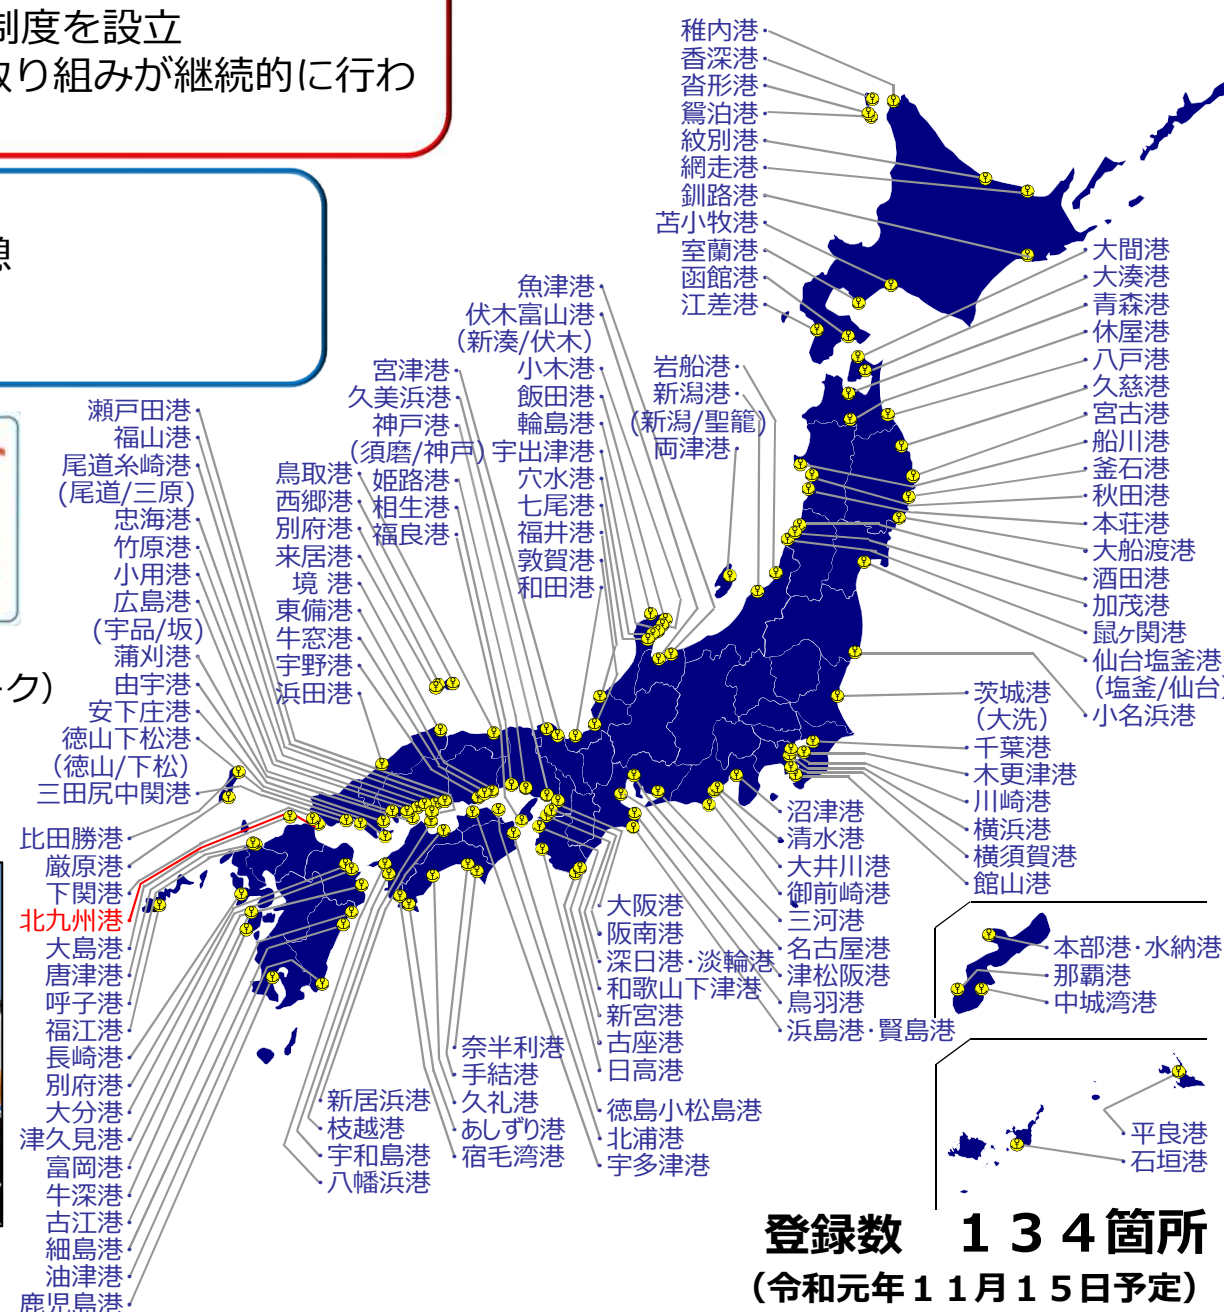 制度を設立
取り組みが継続的に行わ
ーク）
稚内港
香深港
沓形港
鴛泊港
紋別港
網走港
釧路港
苫小牧港
室蘭港
函館港
江差港
大間港
大湊港
青森港
休屋港
八戸港
久慈港
宮古港
船川港
釜石港
秋田港
本荘港
大船渡港
酒田港
加茂港
鼠ヶ関港
仙台塩釜港
（塩釜/仙台）
小名浜港
岩船港
新潟港
（新潟/聖籠）
両津港
魚津港
伏木富山港
（新湊/伏木）
小木港
飯田港
輪島港
宇出津港
穴水港
七尾港
福井港
敦賀港
和田港
宮津港
久美浜港
神戸港
（須磨/神戸）
姫路港
相生港
福良港
鳥取港
西郷港
別府港
来居港
境 港
東備港
牛窓港
宇野港
浜田港
瀬戸田港
福山港
尾道糸崎港
（尾道/三原）
忠海港
竹原港
小用港
広島港
（宇品/坂）
蒲刈港
由宇港
安下庄港
徳山下松港
（徳山/下松）
三田尻中関港
比田勝港
厳原港
下関港
北九州港
大島港
唐津港
呼子港
福江港
長崎港
別府港
大分港
津久見港
富岡港
牛深港
古江港
細島港
油津港
鹿児島港
新居浜港
枝越港
宇和島港
八幡浜港
奈半利港
手結港
久礼港
あしずり港
宿毛湾港
大阪港
阪南港
深日港・淡輪港
和歌山下津港
新宮港
古座港
日高港
徳島小松島港
北浦港
宇多津港
茨城港
（大洗）
千葉港
木更津港
川崎港
横浜港
横須賀港
館山港
沼津港
清水港
大井川港
御前崎港
三河港
名古屋港
津松阪港
鳥羽港
浜島港・賢島港
本部港・水納港
那覇港
中城湾港
平良港
石垣港
登録数　１３４箇所
（令和元年１１月１５日予定）